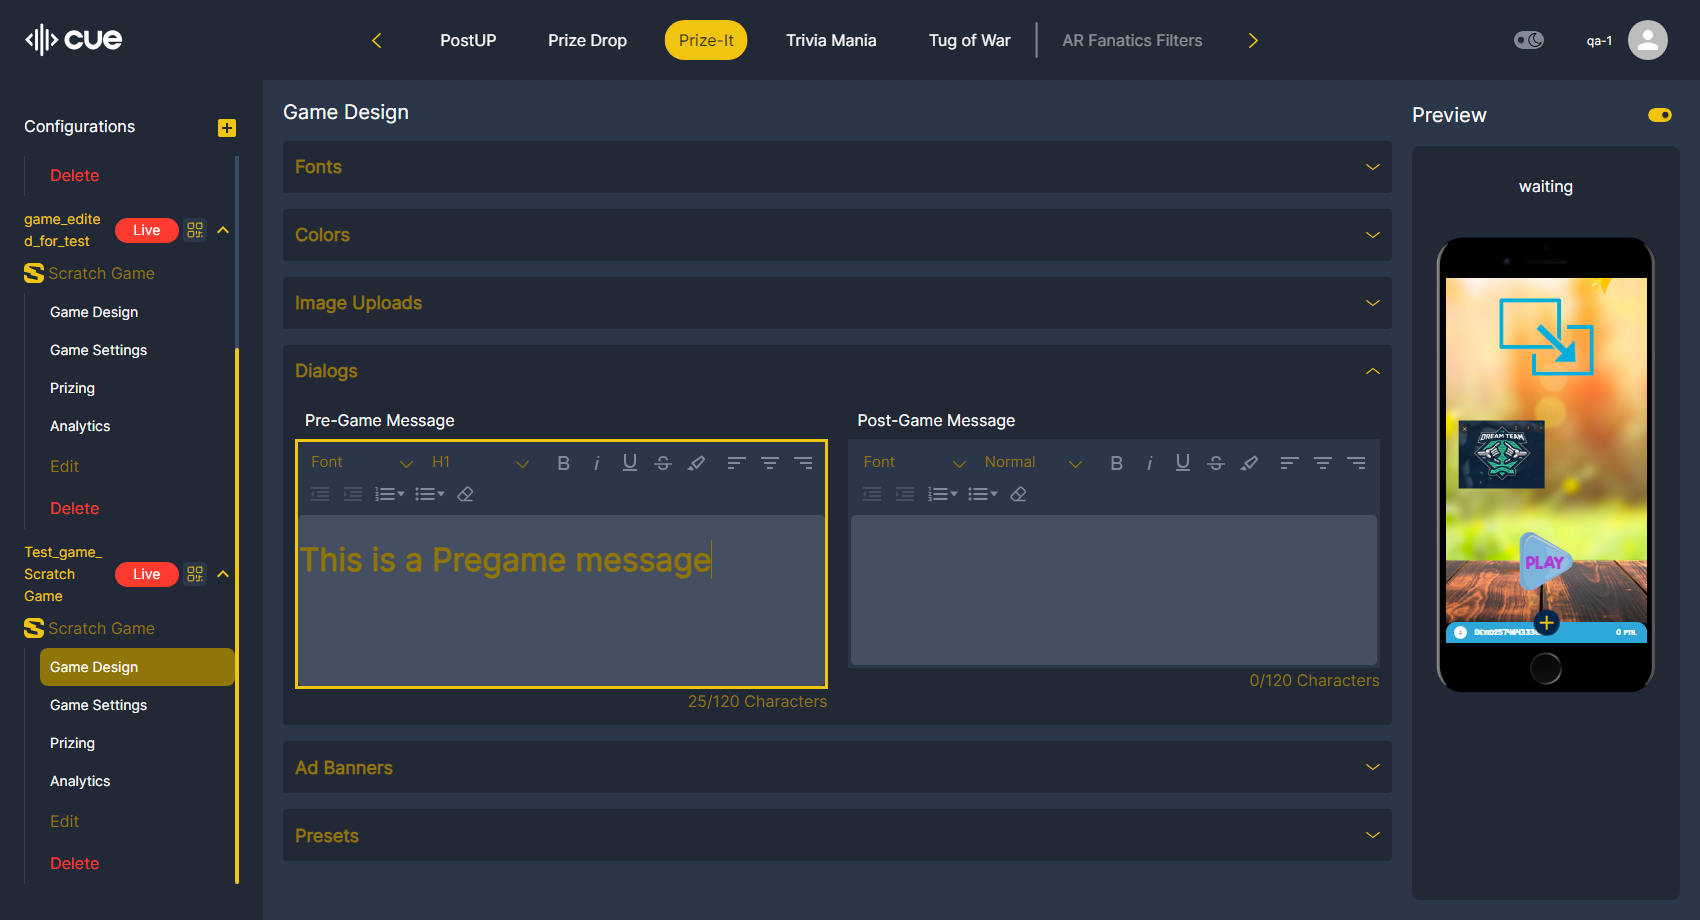 cue
PostUP
Prize Drop
Prize-It
Trivia Mania
Tug of War
AR Fanatics Filters
qa-1
Configurations
Delete
game_edite
d_for_test
Live
Scratch Game
Game Design
Game Settings
Prizing
Analytics
Edit
Delete
Test_game_
Scratch
Game
Live
Scratch Game
Game Design
Game Settings
Prizing
Analytics
Edit
Delete
Game Design
Fonts
Colors
Image Uploads
Dialogs
Pre-Game Message
Font
H1
This is a Pregame message
25/120 Characters
Post-Game Message
Font
Normal
0/120 Characters
Ad Banners
Presets
Preview
waiting
DREAM TEAM
PLAY
0 PTS.